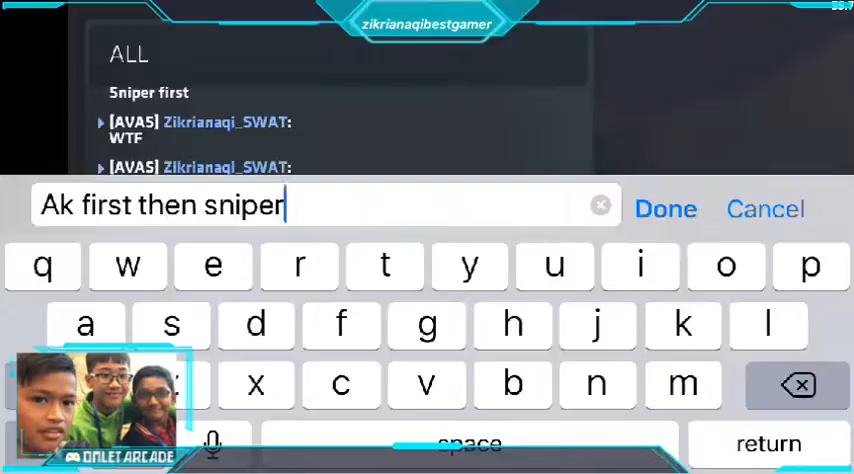 zikrianaqibestgamer
ALL
Sniper first
[AVAS] Zikrianaqi_SWAT:
WTF
[AVAS] Zikrianaqi_SWAT:
Ak first then sniper
Done
Cancel
q w e r t y u i o p
a s d f g h j k l
x c v b n m
space
return
OMLET ARCADE